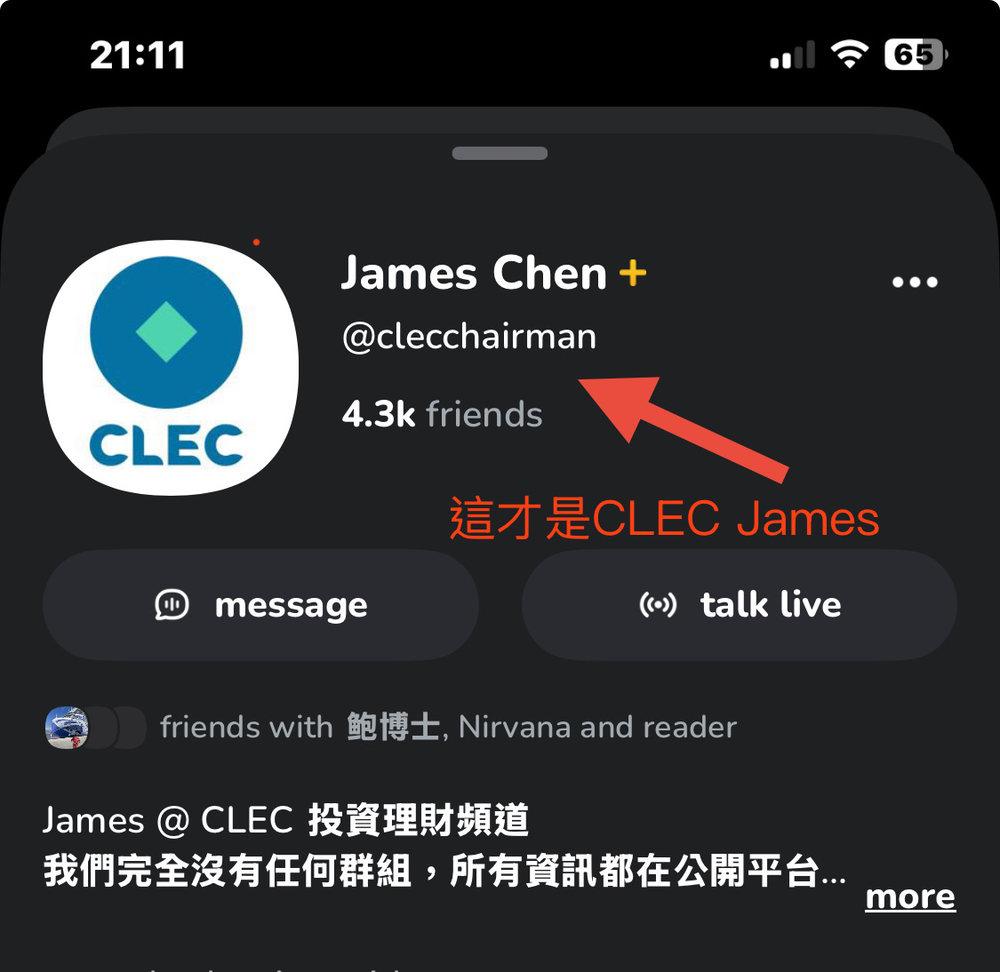 21:11
65
James Chen
@clecchairman
4.3k friends
CLEC
這才是CLEC James
message
talk live
friends with 鮑博士, Nirvana and reader
James @ CLEC 投資理財頻道
我們完全沒有任何群組，所有資訊都在公開平台...
more